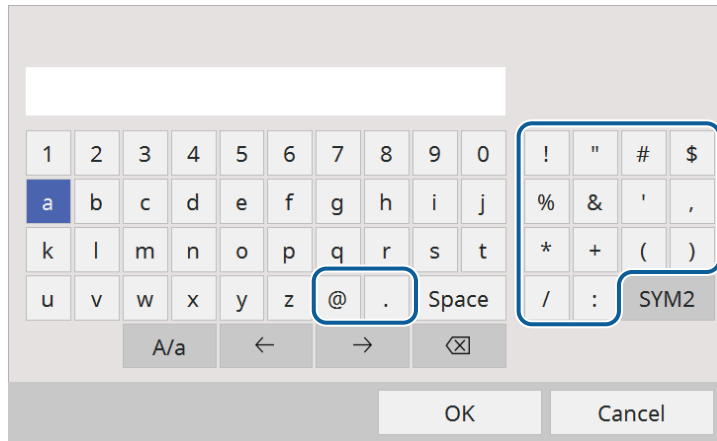 1 2 3 4 5 6 7 8 9 0 ! " # $
a b c d e f g h i j % & ' ,
k l m n o p q r s t * + ( )
u v w x y z @ . Space / : SYM2
A/a ← → ⌫
OK Cancel